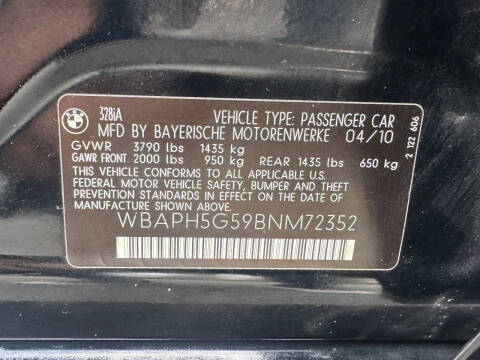 BMW
328iA
VEHICLE TYPE: PASSENGER CAR
MFD BY BAYERISCHE MOTORENWERKE 04/10
GVWR 3790 lbs 1435 kg
GAWR FRONT 2000 lbs 950 kg REAR 1435 lbs 650 kg
THIS VEHICLE CONFORMS TO ALL APPLICABLE
FEDERAL MOTOR VEHICLE SAFETY, BUMPER AND THEFT
PREVENTION STANDARDS IN EFFECT ON THE DATE OF
MANUFACTURE SHOWN ABOVE.
WBAPH5G59BNM72352
2 122 606